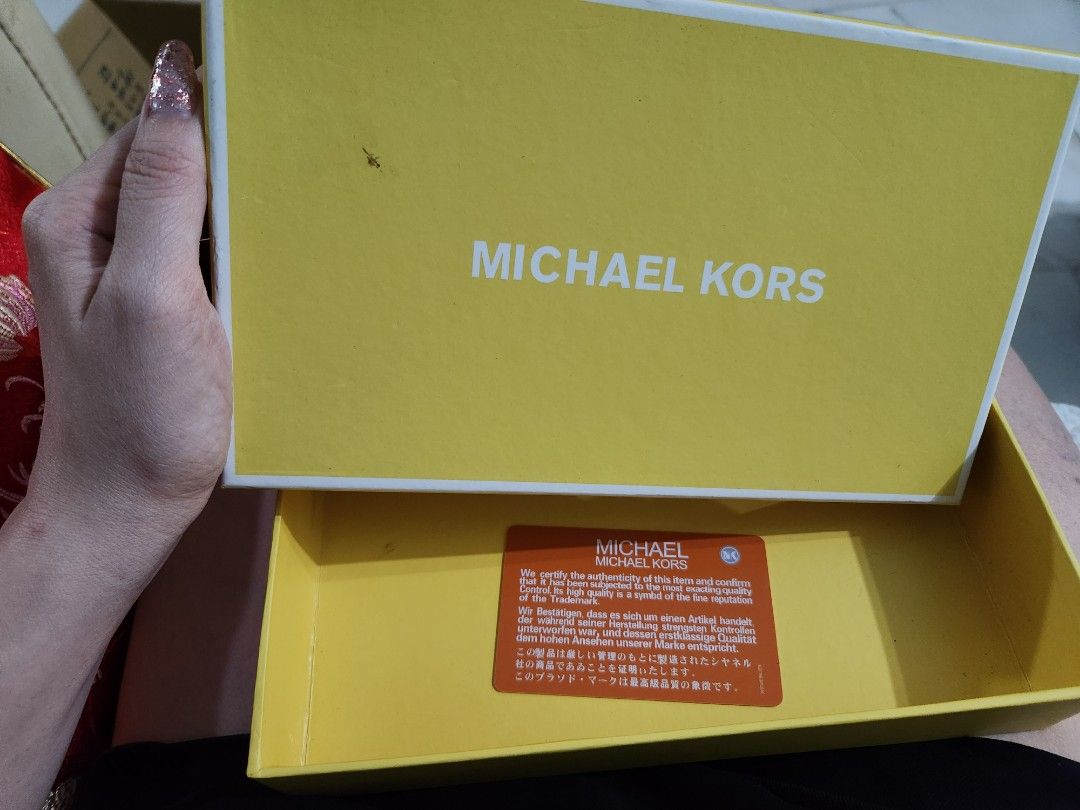 MICHAEL KORS
MICHAEL
MICHAEL KORS
MK
We certify the authenticity of this item and confirm
that it has been subjected to the most exacting quality
Control. Its high quality is a symbd of the fine reputation
of the Trademark.
Wir Bestätigen, dass es sich um einen Artikel handelt,
der während seiner Herstellung strengsten Kontrollen
unterworfen war, und dessen erstklässige Qualität
dem hohen Ansehen unserer Marke entspricht.
この製品は厳しい管理のもとに製造されたシヤネル
社の商品であゐことを証明いたします.
このブラソド・マークは最高級品質の象徴です.